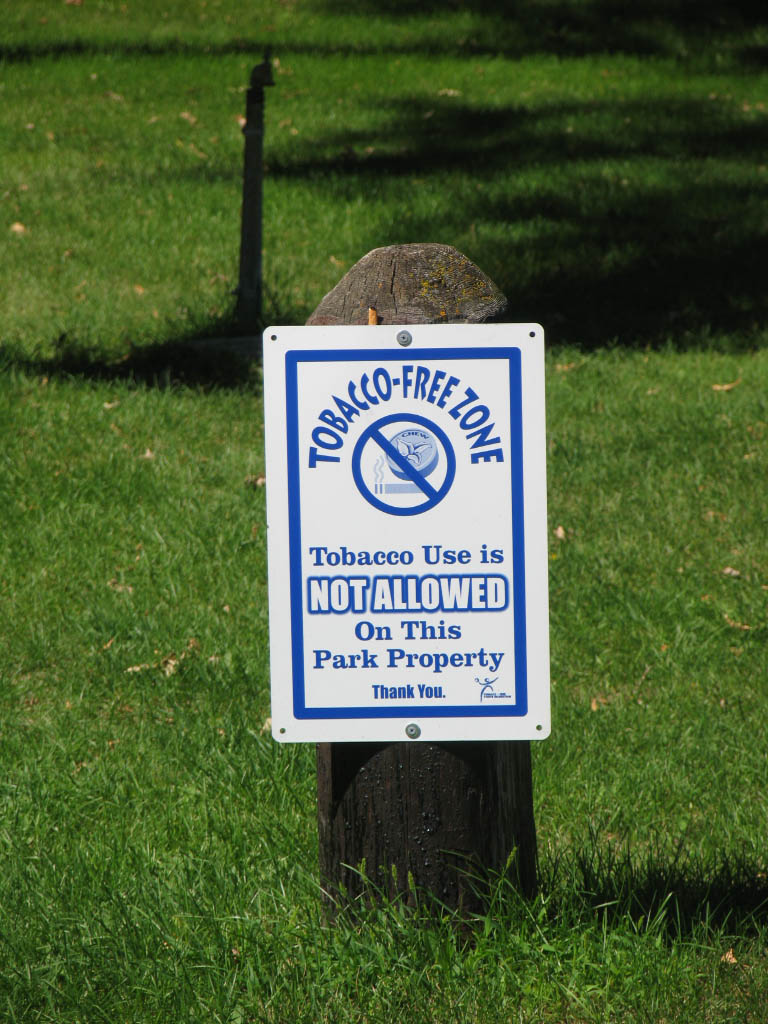 TOBACCO-FREE ZONE
CHEW
Tobacco Use is
NOT ALLOWED
On This
Park Property
Thank You.